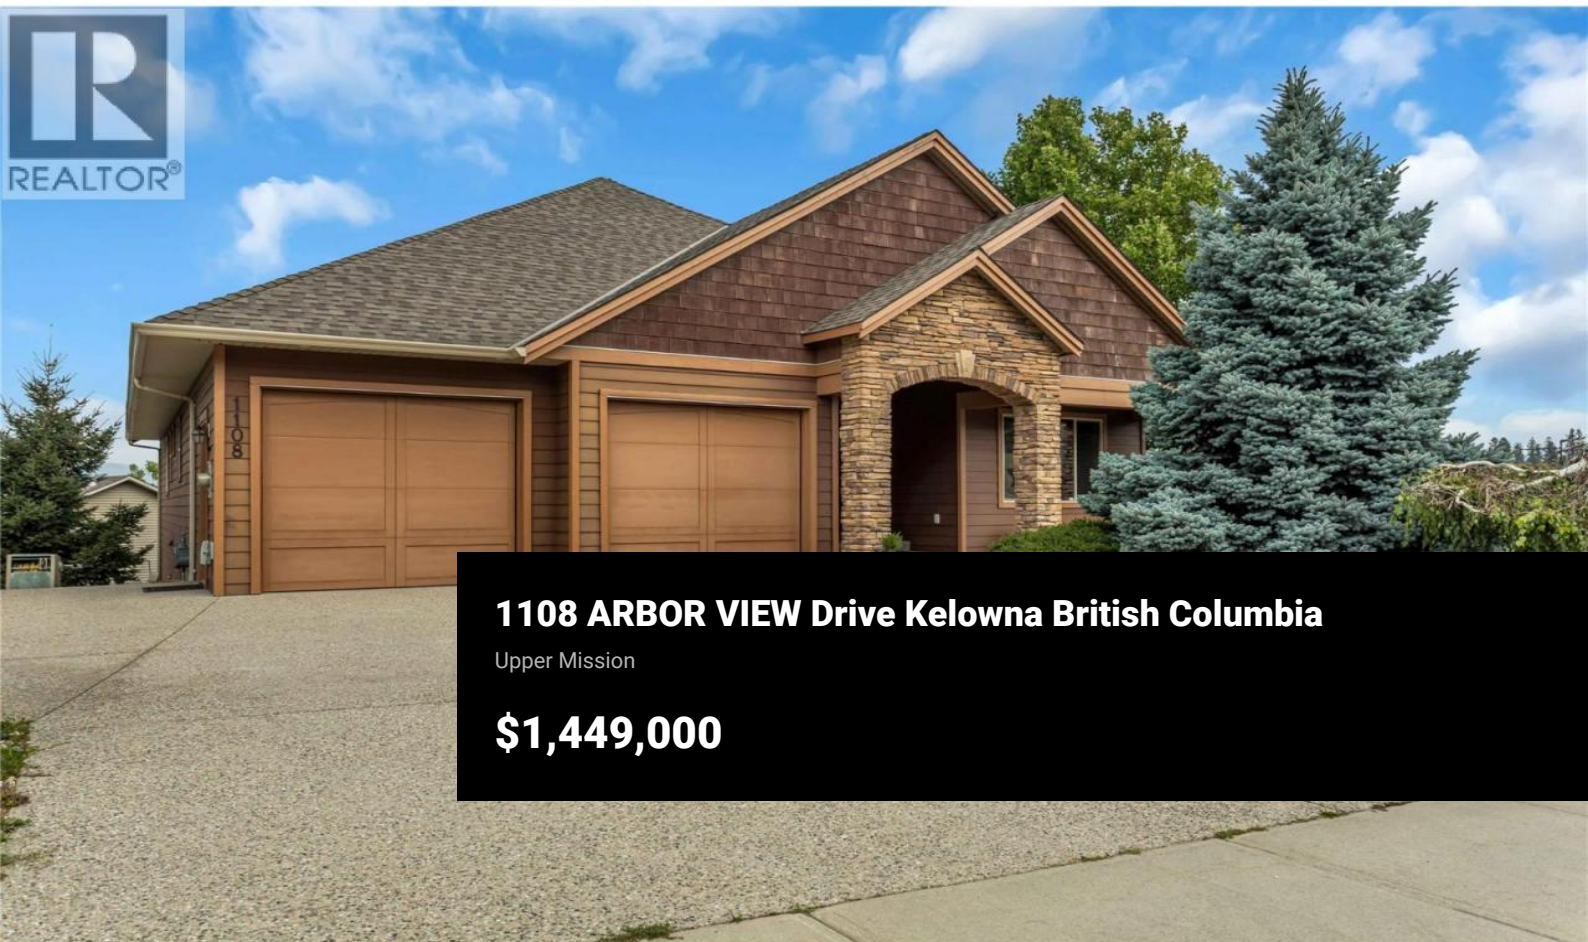 REALTOR®
1108
1108 ARBOR VIEW Drive Kelowna British Columbia
Upper Mission
$1,449,000